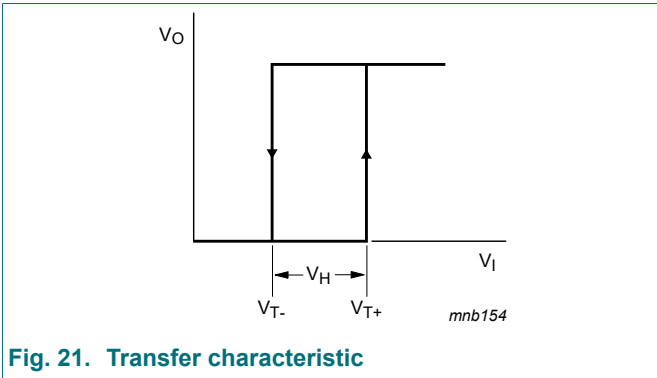 VO
VI
VH
VT-
VT+
mnb154
Fig. 21. Transfer characteristic